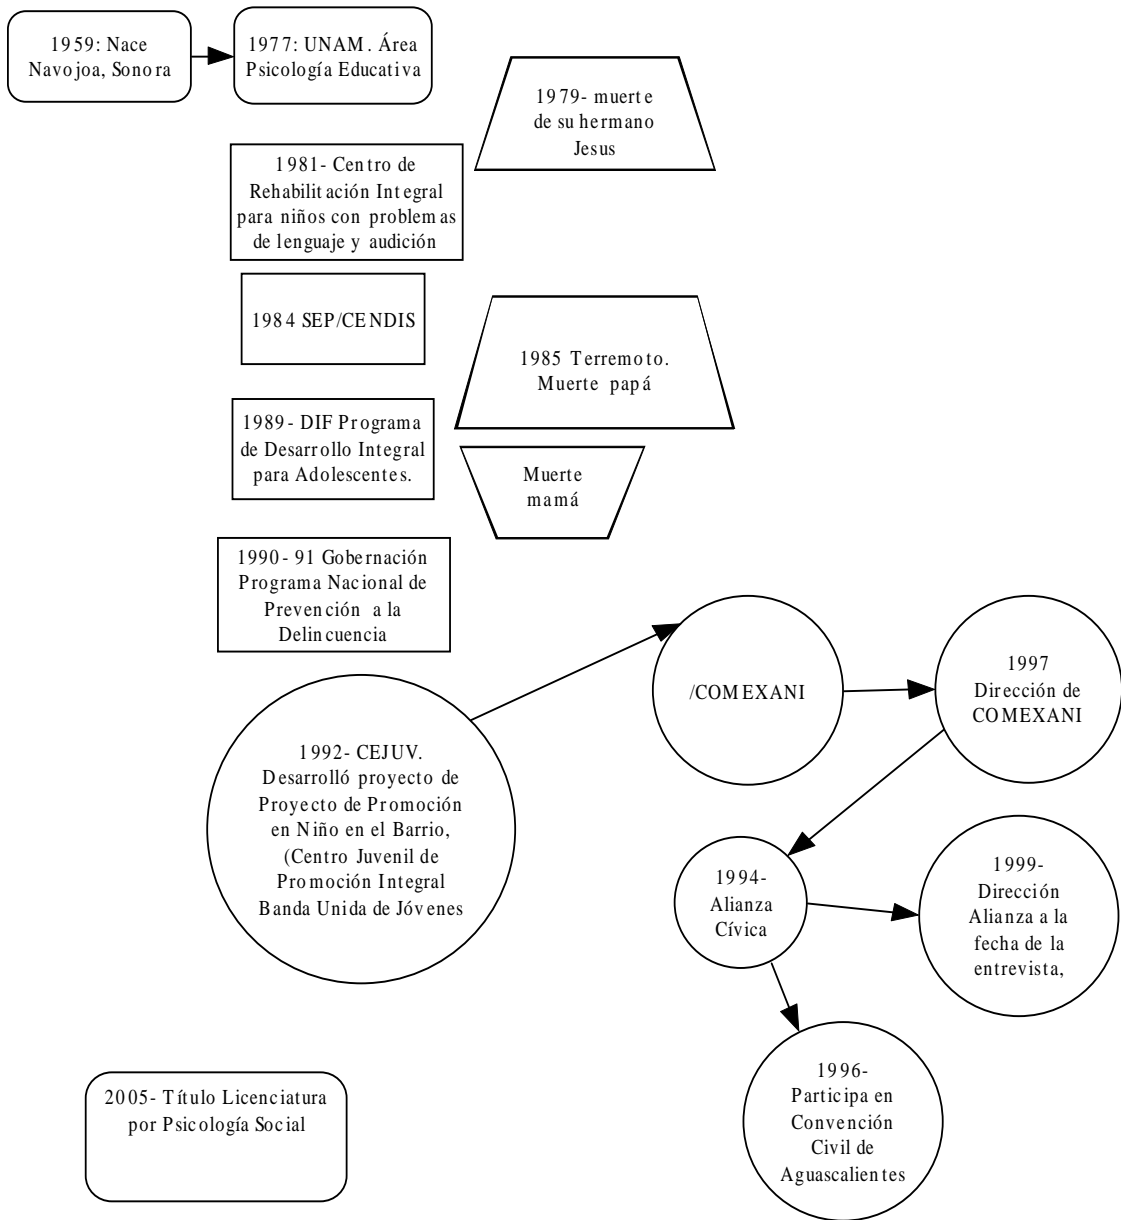 1959: Nace
Navojoa, Sonora
1977: UNAM. Área
Psicología Educativa
1979- muerte
de su hermano
Jesus
1981- Centro de
Rehabilitación Integral
para niños con problemas
de lenguaje y audición
1984 SEP/CENDIS
1985 Terremoto.
Muerte papá
1989- DIF Programa
de Desarrollo Integral
para Adolescentes.
Muerte
mamá
1990- 91 Gobernación
Programa Nacional de
Prevención a la
Delincuencia
/COMEXANI
1997
Dirección de
COMEXANI
1992- CEJUV.
Desarrolló proyecto de
Proyecto de Promoción
en Niño en el Barrio,
(Centro Juvenil de
Promoción Integral
Banda Unida de Jóvenes
1994-
Alianza
Cívica
1999-
Dirección
Alianza a la
fecha de la
entrevista,
1996-
Participa en
Convención
Civil de
Aguascalientes
2005- Título Licenciatura
por Psicología Social